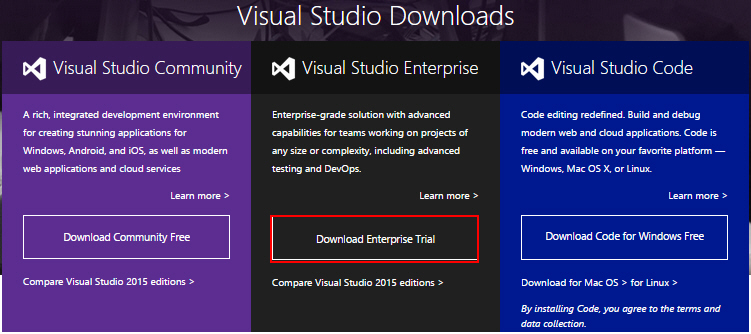 Visual Studio Downloads
Visual Studio Community
A rich, integrated development environment
for creating stunning applications for
Windows, Android, and iOS, as well as modern
web applications and cloud services
Learn more >
Download Community Free
Compare Visual Studio 2015 editions >
Visual Studio Enterprise
Enterprise-grade solution with advanced
capabilities for teams working on projects of
any size or complexity, including advanced
testing and DevOps.
Learn more >
Download Enterprise Trial
Compare Visual Studio 2015 editions >
Visual Studio Code
Code editing redefined. Build and debug
modern web and cloud applications. Code is
free and available on your favorite platform —
Windows, Mac OS X, or Linux.
Learn more >
Download Code for Windows Free
Download for Mac OS > for Linux >
By installing Code, you agree to the terms and
data collection.